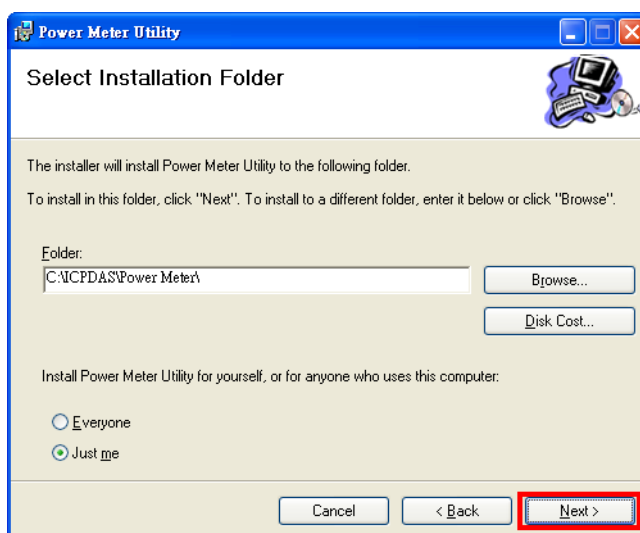 Power Meter Utility
Select Installation Folder
The installer will install Power Meter Utility to the following folder.
To install in this folder, click "Next". To install to a different folder, enter it below or click "Browse".
Folder:
C:\ICPDAS\Power Meter\
Browse...
Disk Cost...
Install Power Meter Utility for yourself, or for anyone who uses this computer:
Everyone
Just me
Cancel
< Back
Next >